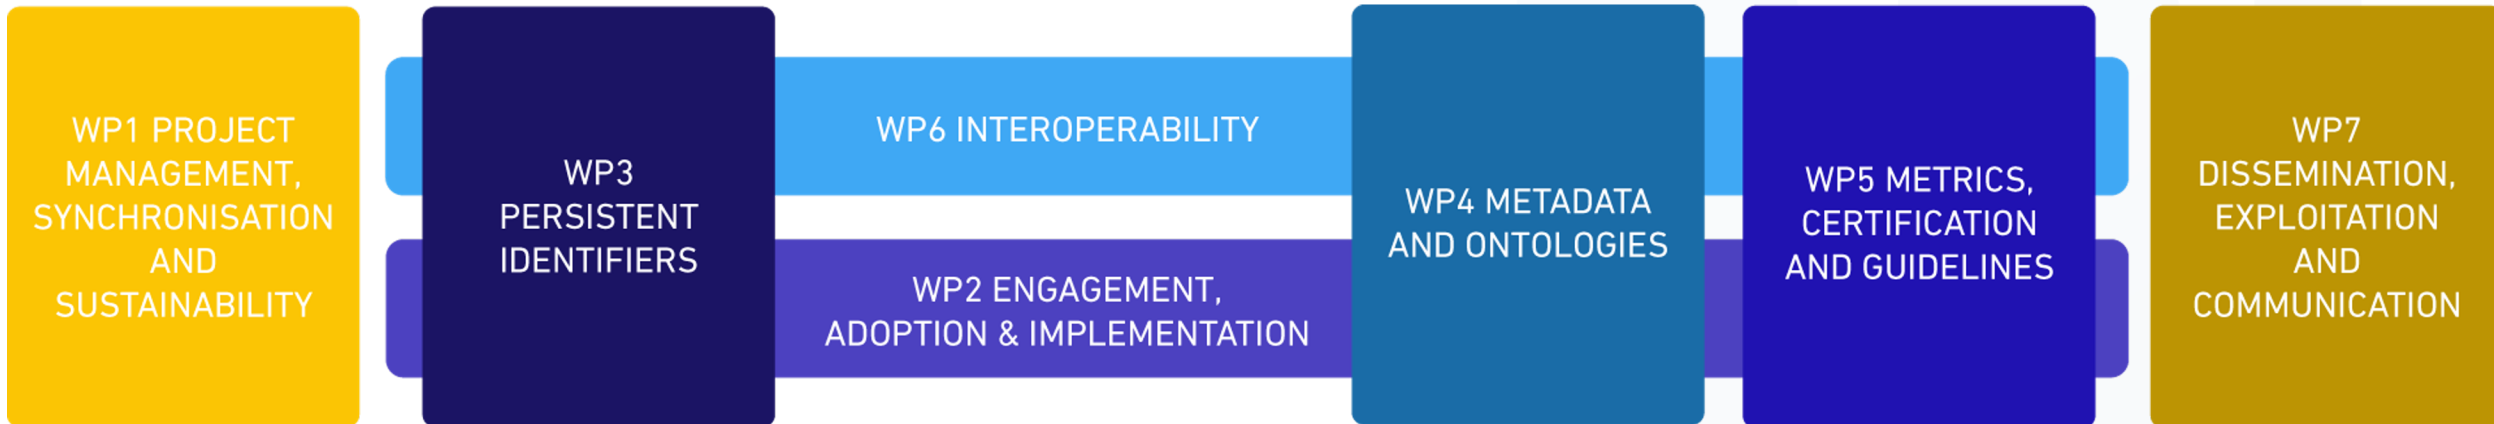 WP1 PROJECT
MANAGEMENT,
SYNCHRONISATION
AND
SUSTAINABILITY
WP3
PERSISTENT
IDENTIFIERS
WP6 INTEROPERABILITY
WP2 ENGAGEMENT,
ADOPTION & IMPLEMENTATION
WP4 METADATA
AND ONTOLOGIES
WP5 METRICS,
CERTIFICATION
AND GUIDELINES
WP7
DISSEMINATION,
EXPLOITATION
AND
COMMUNICATION